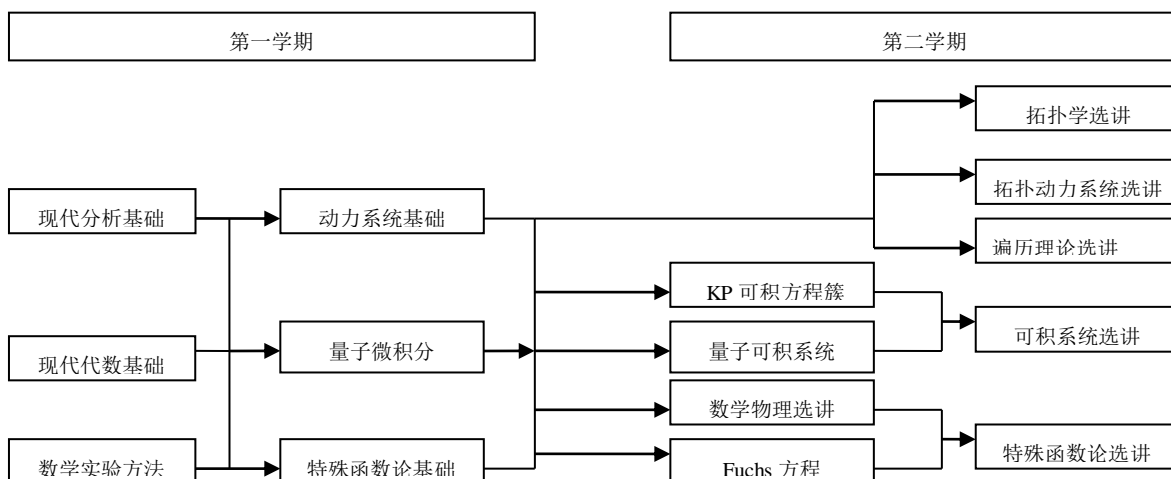 第一学期
第二学期
拓扑学选讲
拓扑动力系统选讲
现代分析基础
动力系统基础
遍历理论选讲
KP 可积方程簇
可积系统选讲
现代代数基础
量子微积分
量子可积系统
数学物理选讲
特殊函数论选讲
数学实验方法
特殊函数论基础
Fuchs 方程